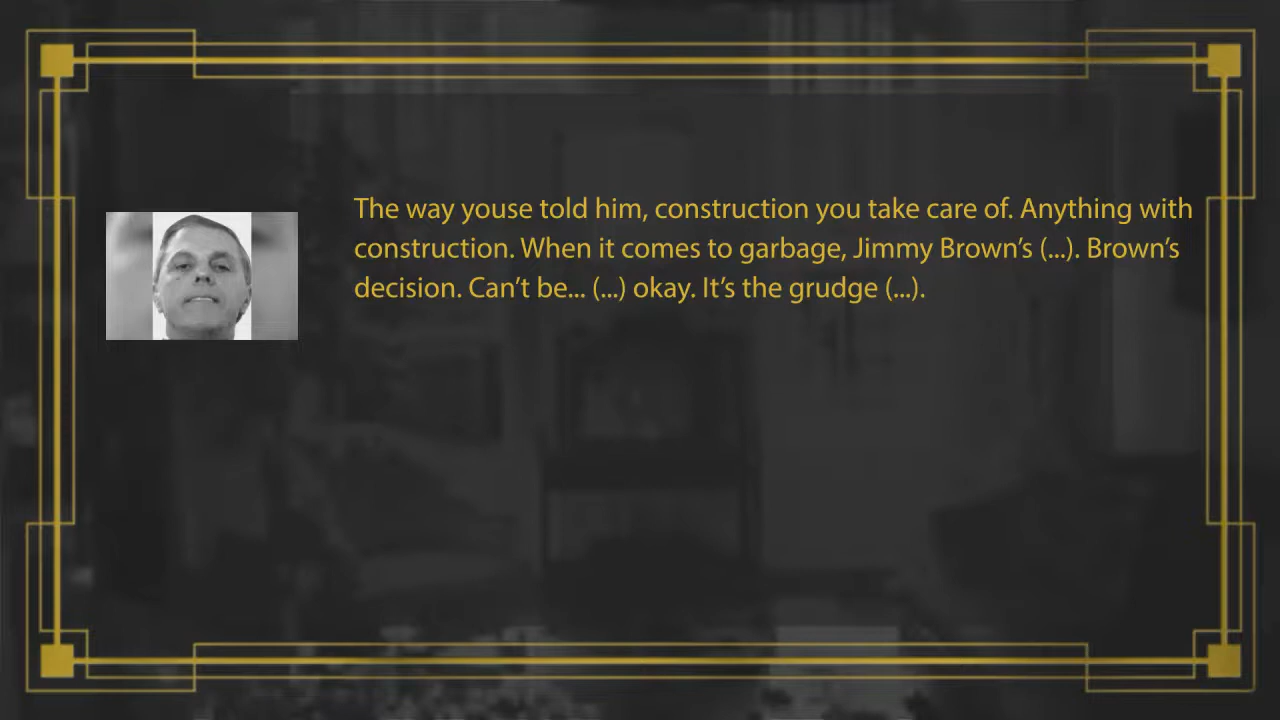 The way youse told him, construction you take care of. Anything with
construction. When it comes to garbage, Jimmy Brown’s (...). Brown’s
decision. Can’t be... (...) okay. It’s the grudge (...).